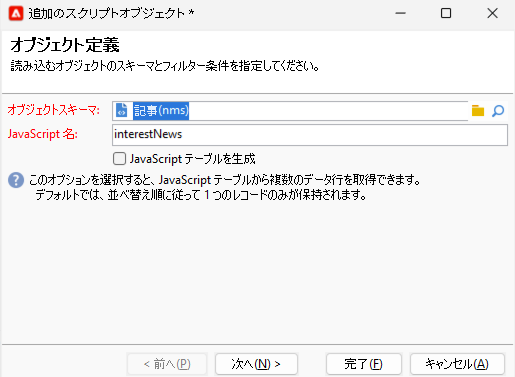 追加のスクリプトオブジェクト *
オブジェクト定義
読み込むオブジェクトのスキーマとフィルター条件を指定してください。
オブジェクトスキーマ: 記事(nms)
JavaScript 名: interestNews
JavaScript テーブルを生成
このオプションを選択すると、JavaScript テーブルから複数のデータ行を取得できます。
デフォルトでは、並べ替え順に従って 1 つのレコードのみが保持されます。
< 前へ(P) 次へ(N) > 完了(F) キャンセル(A)